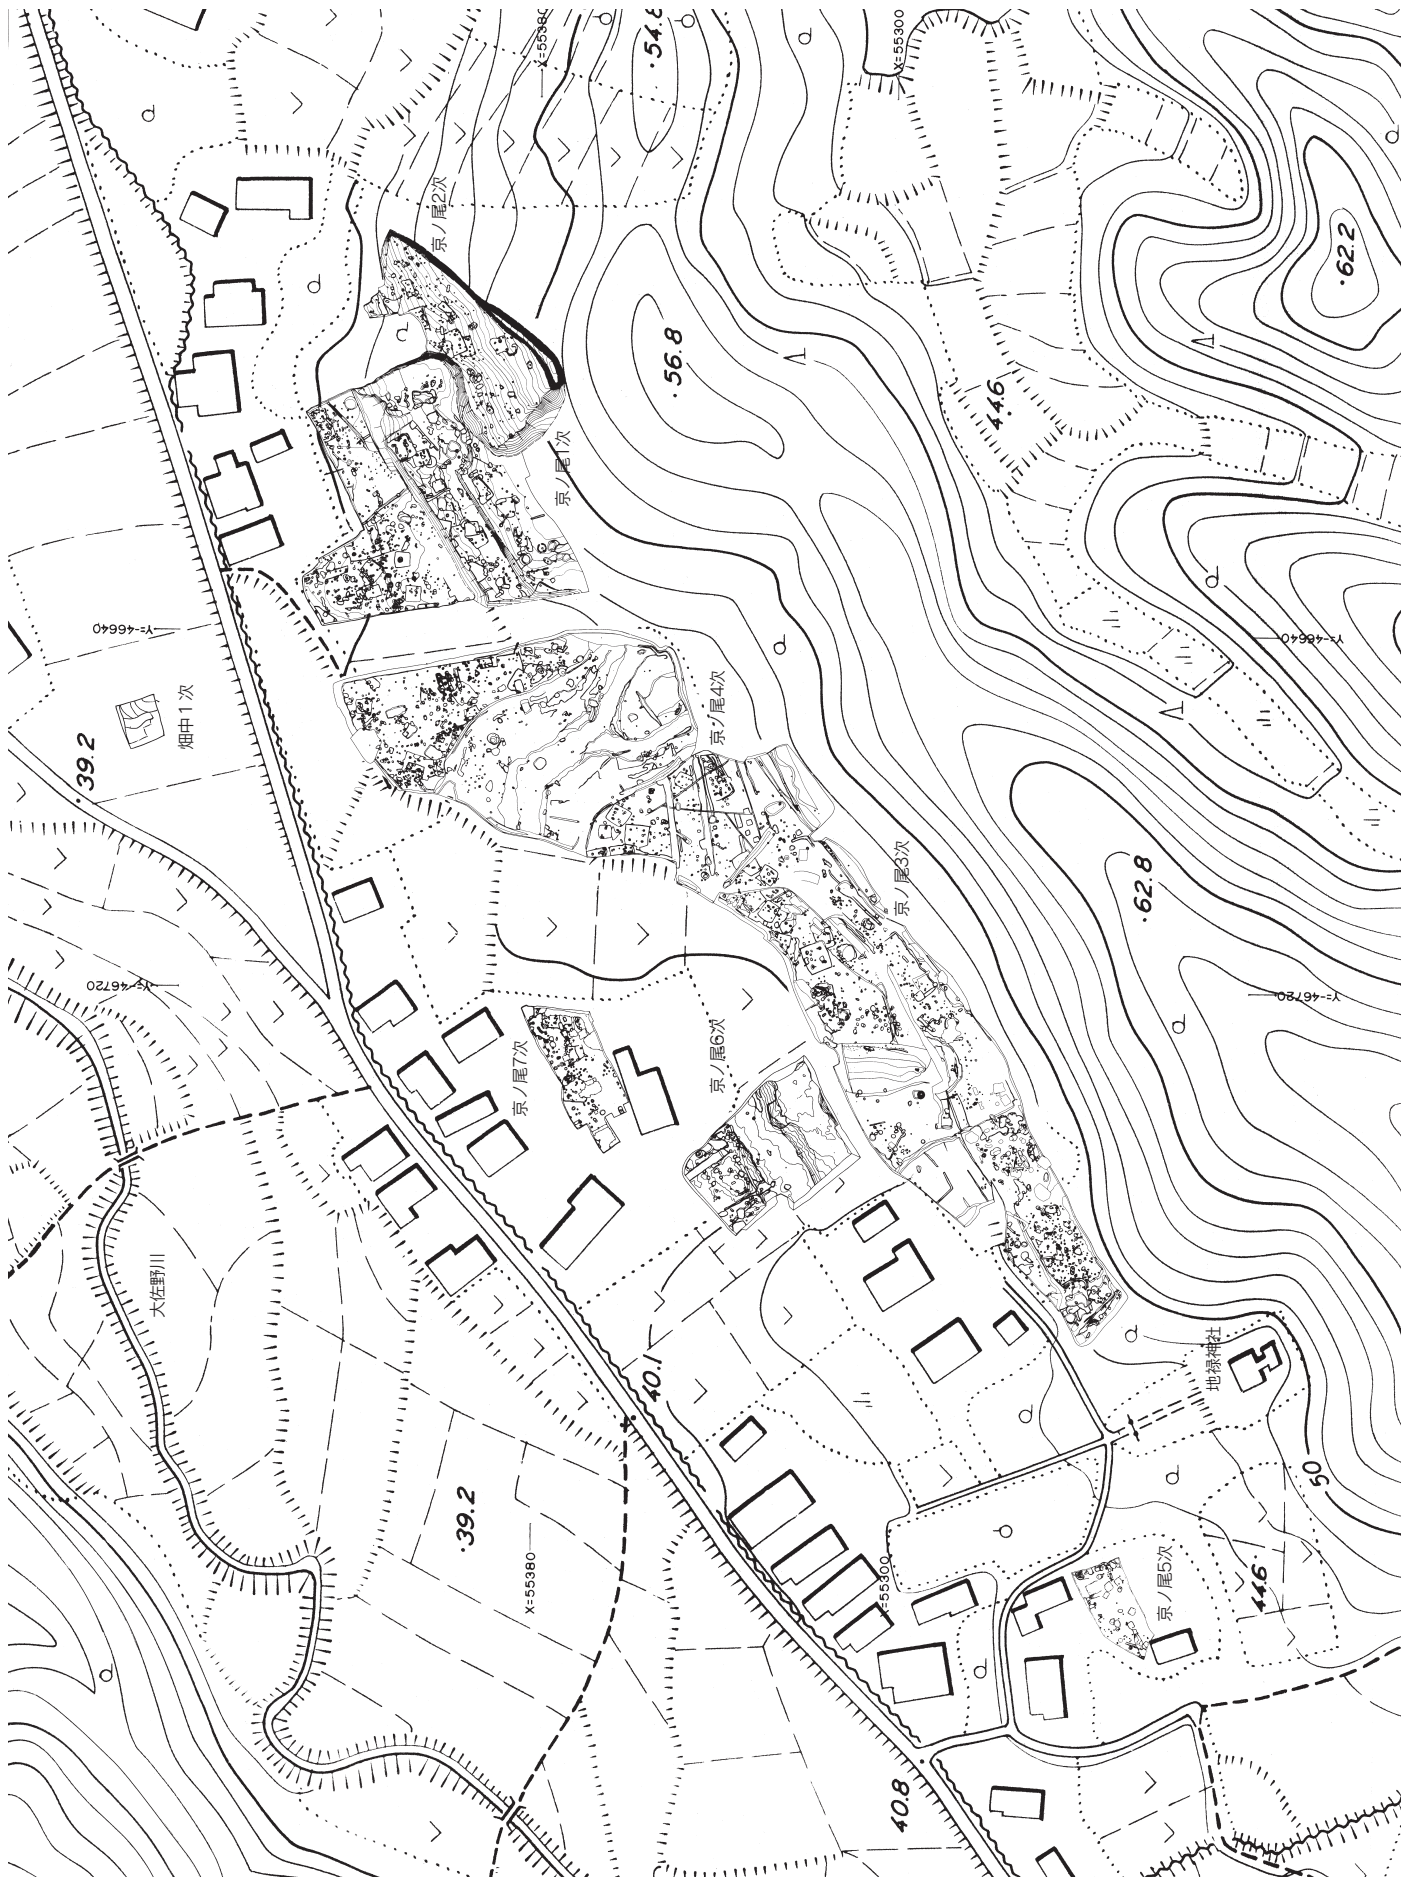 X=55380
54.8
X=55300
京ノ尾2次
62.2
56.8
44.6
京ノ尾1次
Y=-46640
Y=-46640
畑中1次
39.2
京ノ尾4次
京ノ尾3次
62.8
Y=-46720
Y=-46720
京ノ尾7次
京ノ尾6次
大佐野川
地禄神社
40.1
50
39.2
X=55380
X=55300
京ノ尾5次
44.6
40.8